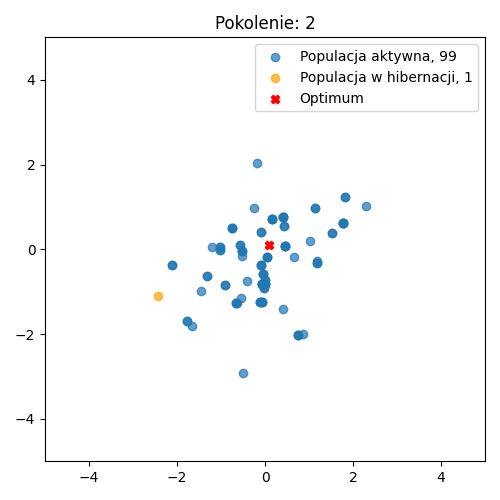 Pokolenie: 2
Populacja aktywna, 99
Populacja w hibernacji, 1
Optimum
4
2
0
−2
−4
−4
−2
0
2
4